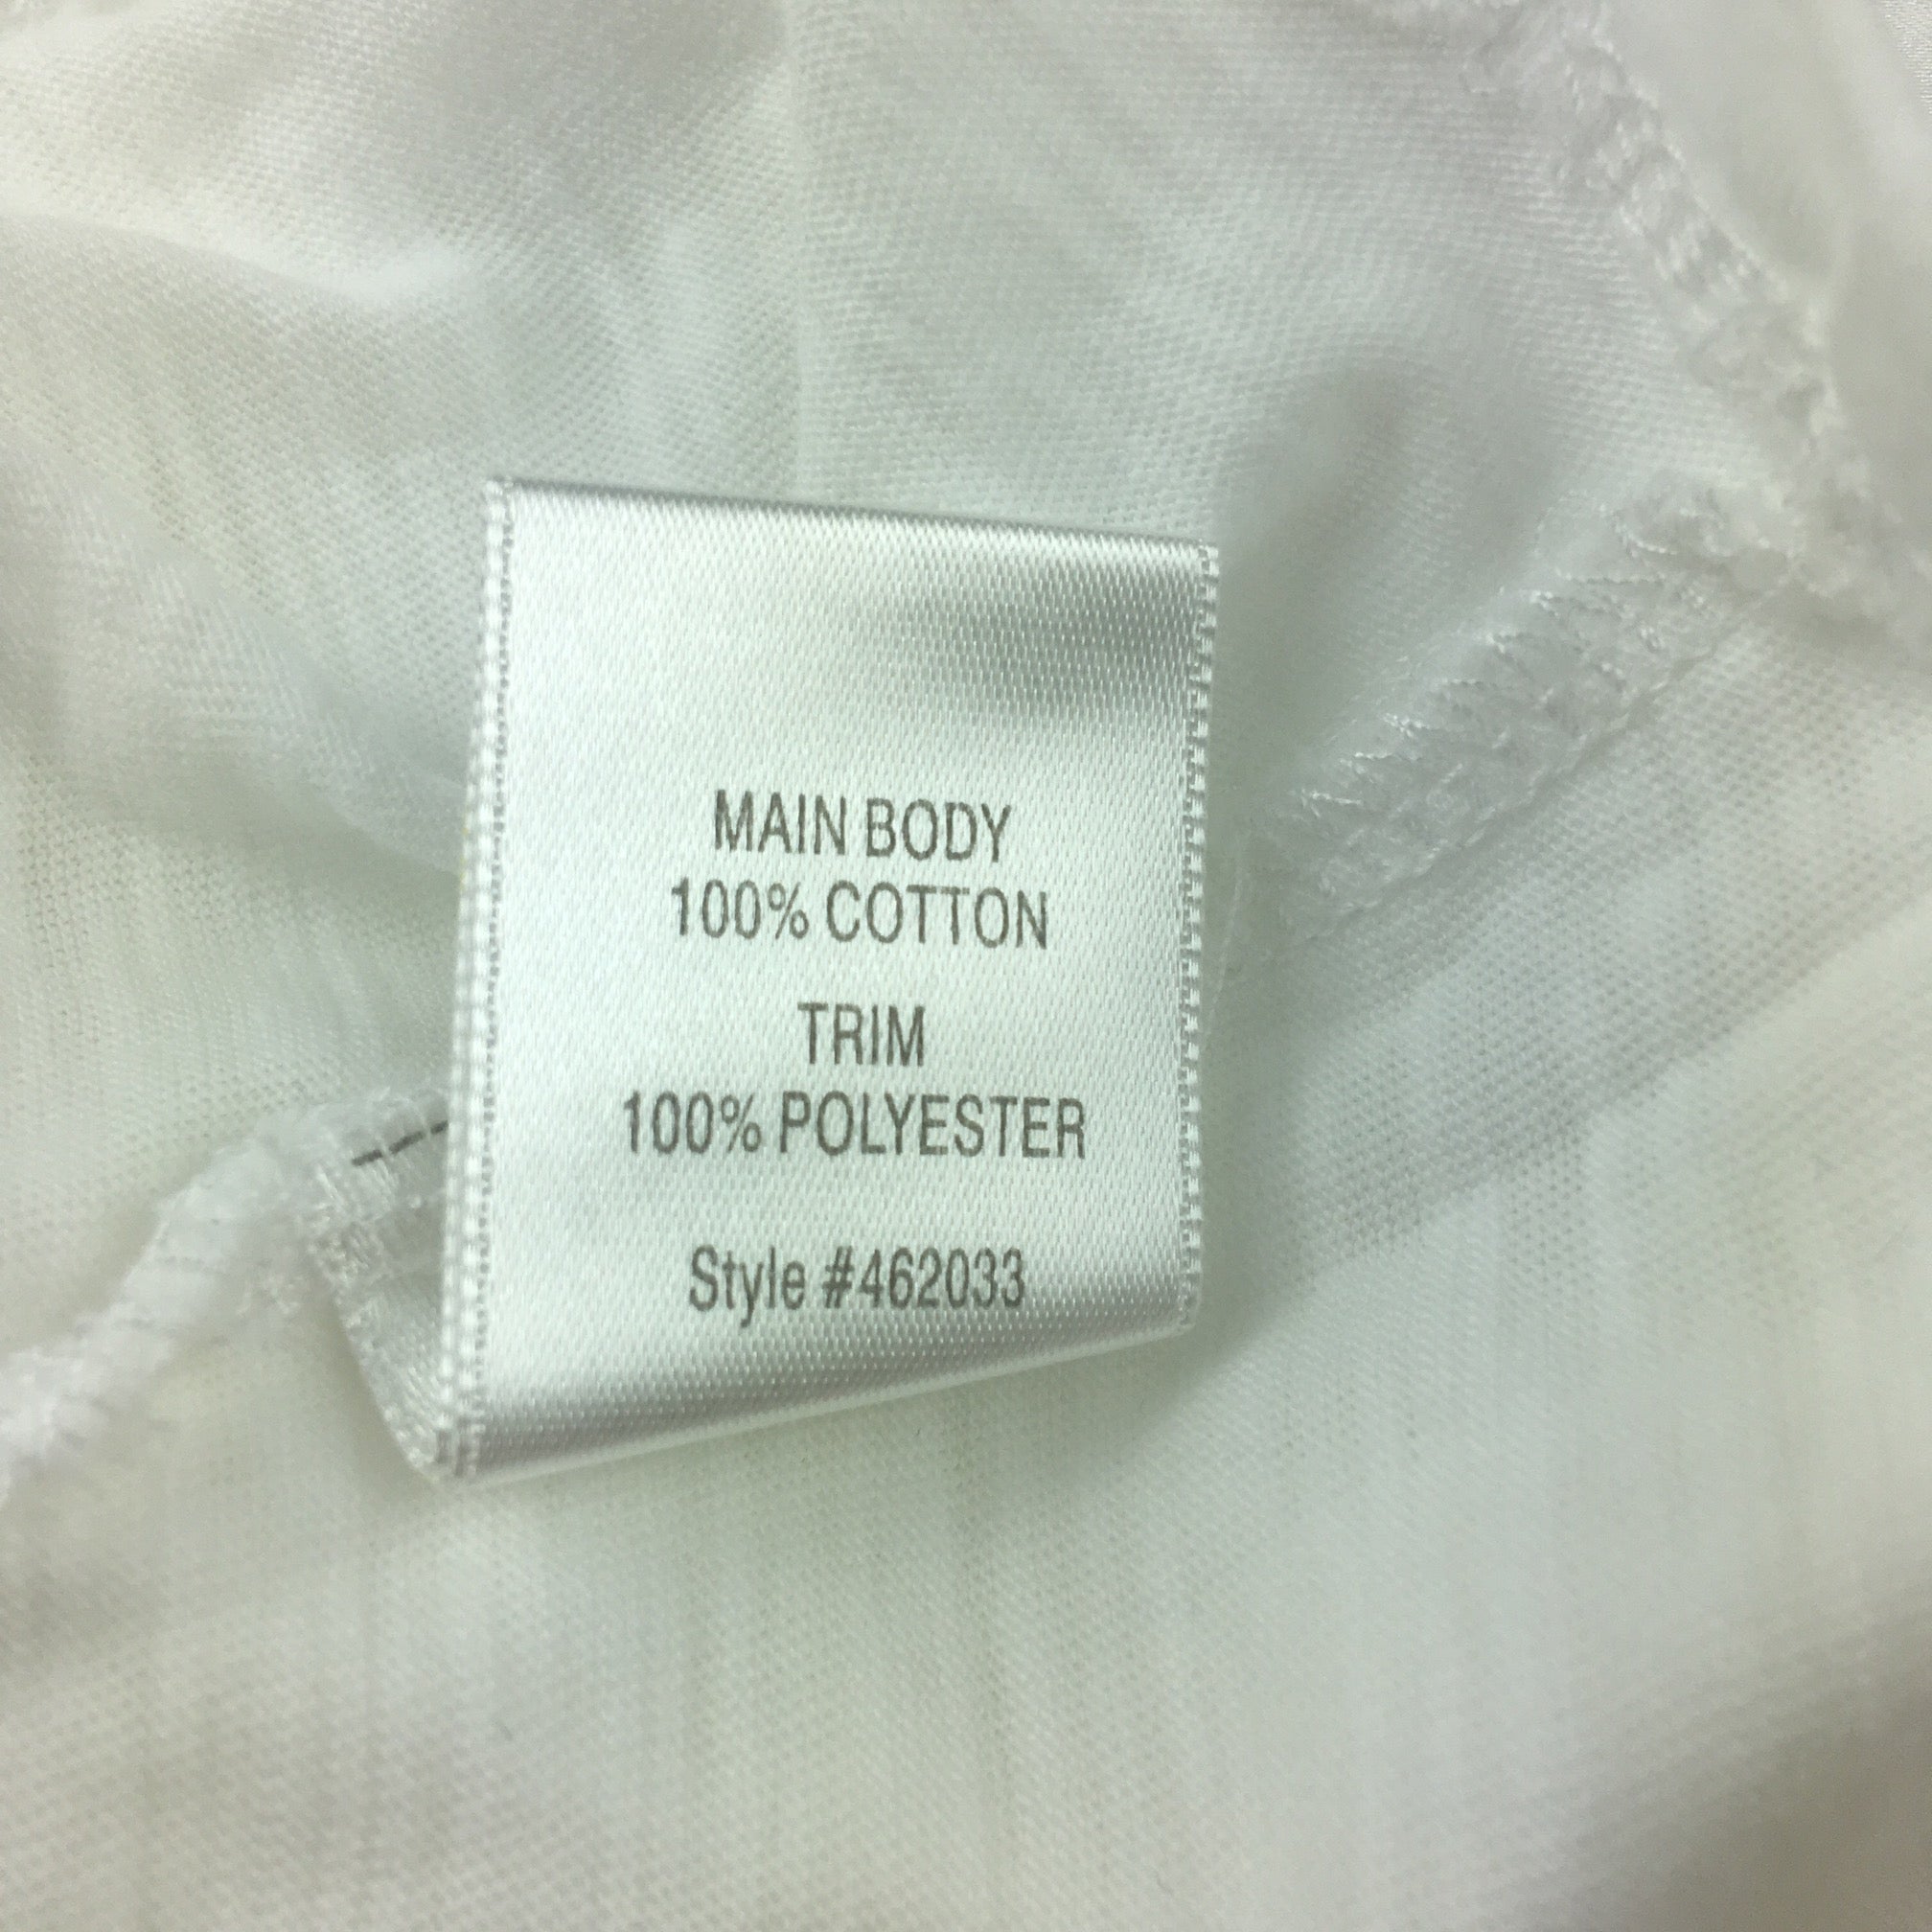 MAIN BODY
100% COTTON
TRIM
100% POLYESTER
Style #462033